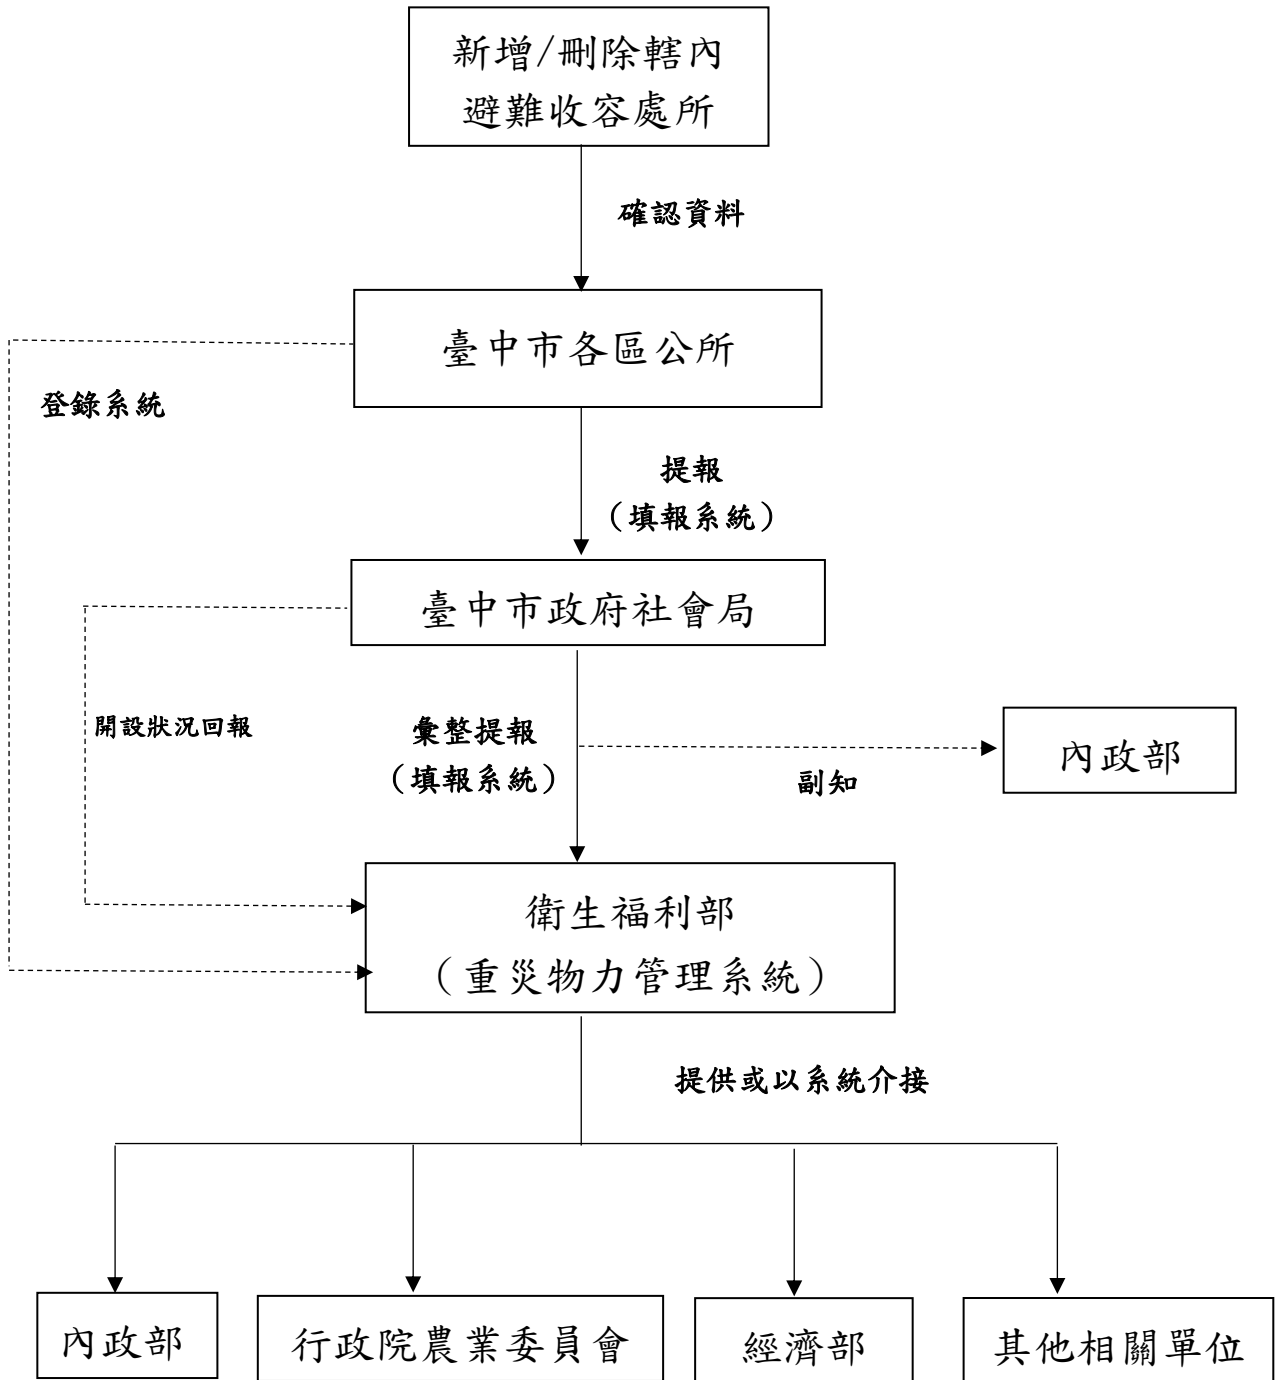 新增/刪除轄內
避難收容處所
確認資料
臺中市各區公所
登錄系統
提報
（填報系統）
臺中市政府社會局
開設狀況回報
彙整提報
（填報系統）
副知
內政部
衛生福利部
（重災物力管理系統）
提供或以系統介接
內政部
行政院農業委員會
經濟部
其他相關單位